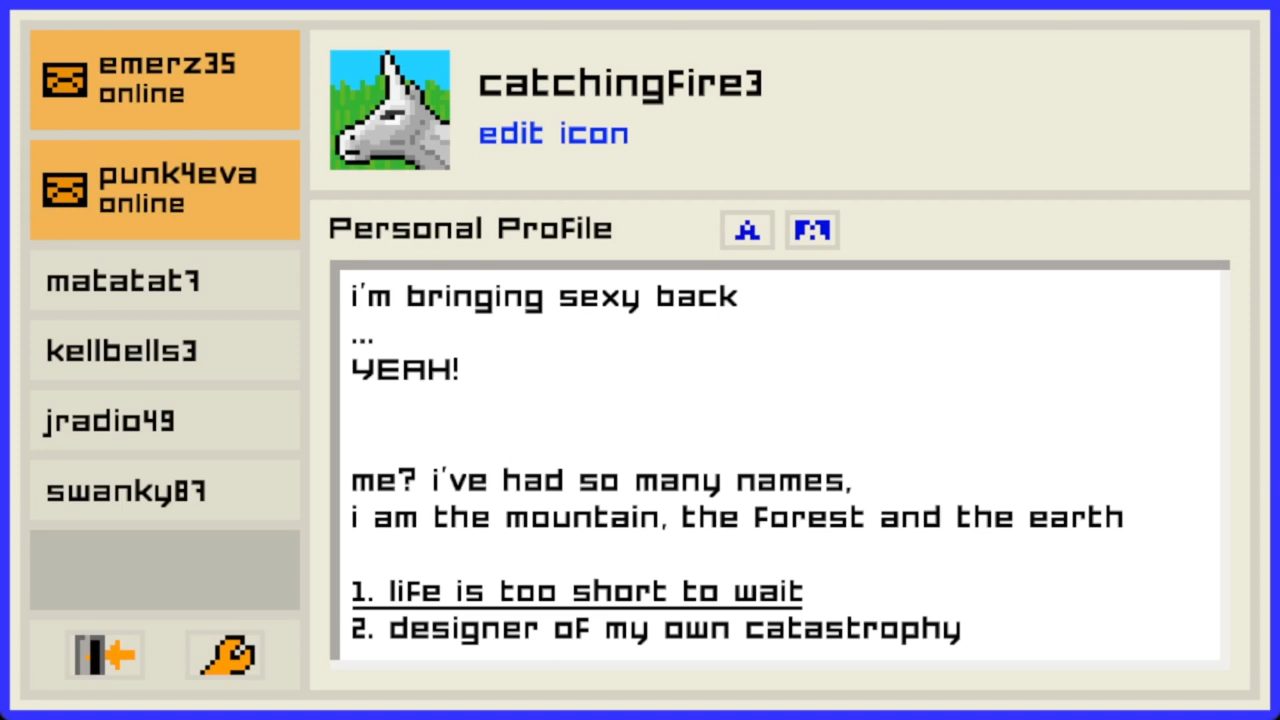 emerz35
online
punk4eva
online
matatat7
kellbells3
jradio49
swanky87
catchingfire3
edit icon
Personal Profile
A
i'm bringing sexy back
...
YEAH!
me? i've had so many names,
i am the mountain, the forest and the earth
1. life is too short to wait
2. designer of my own catastrophy